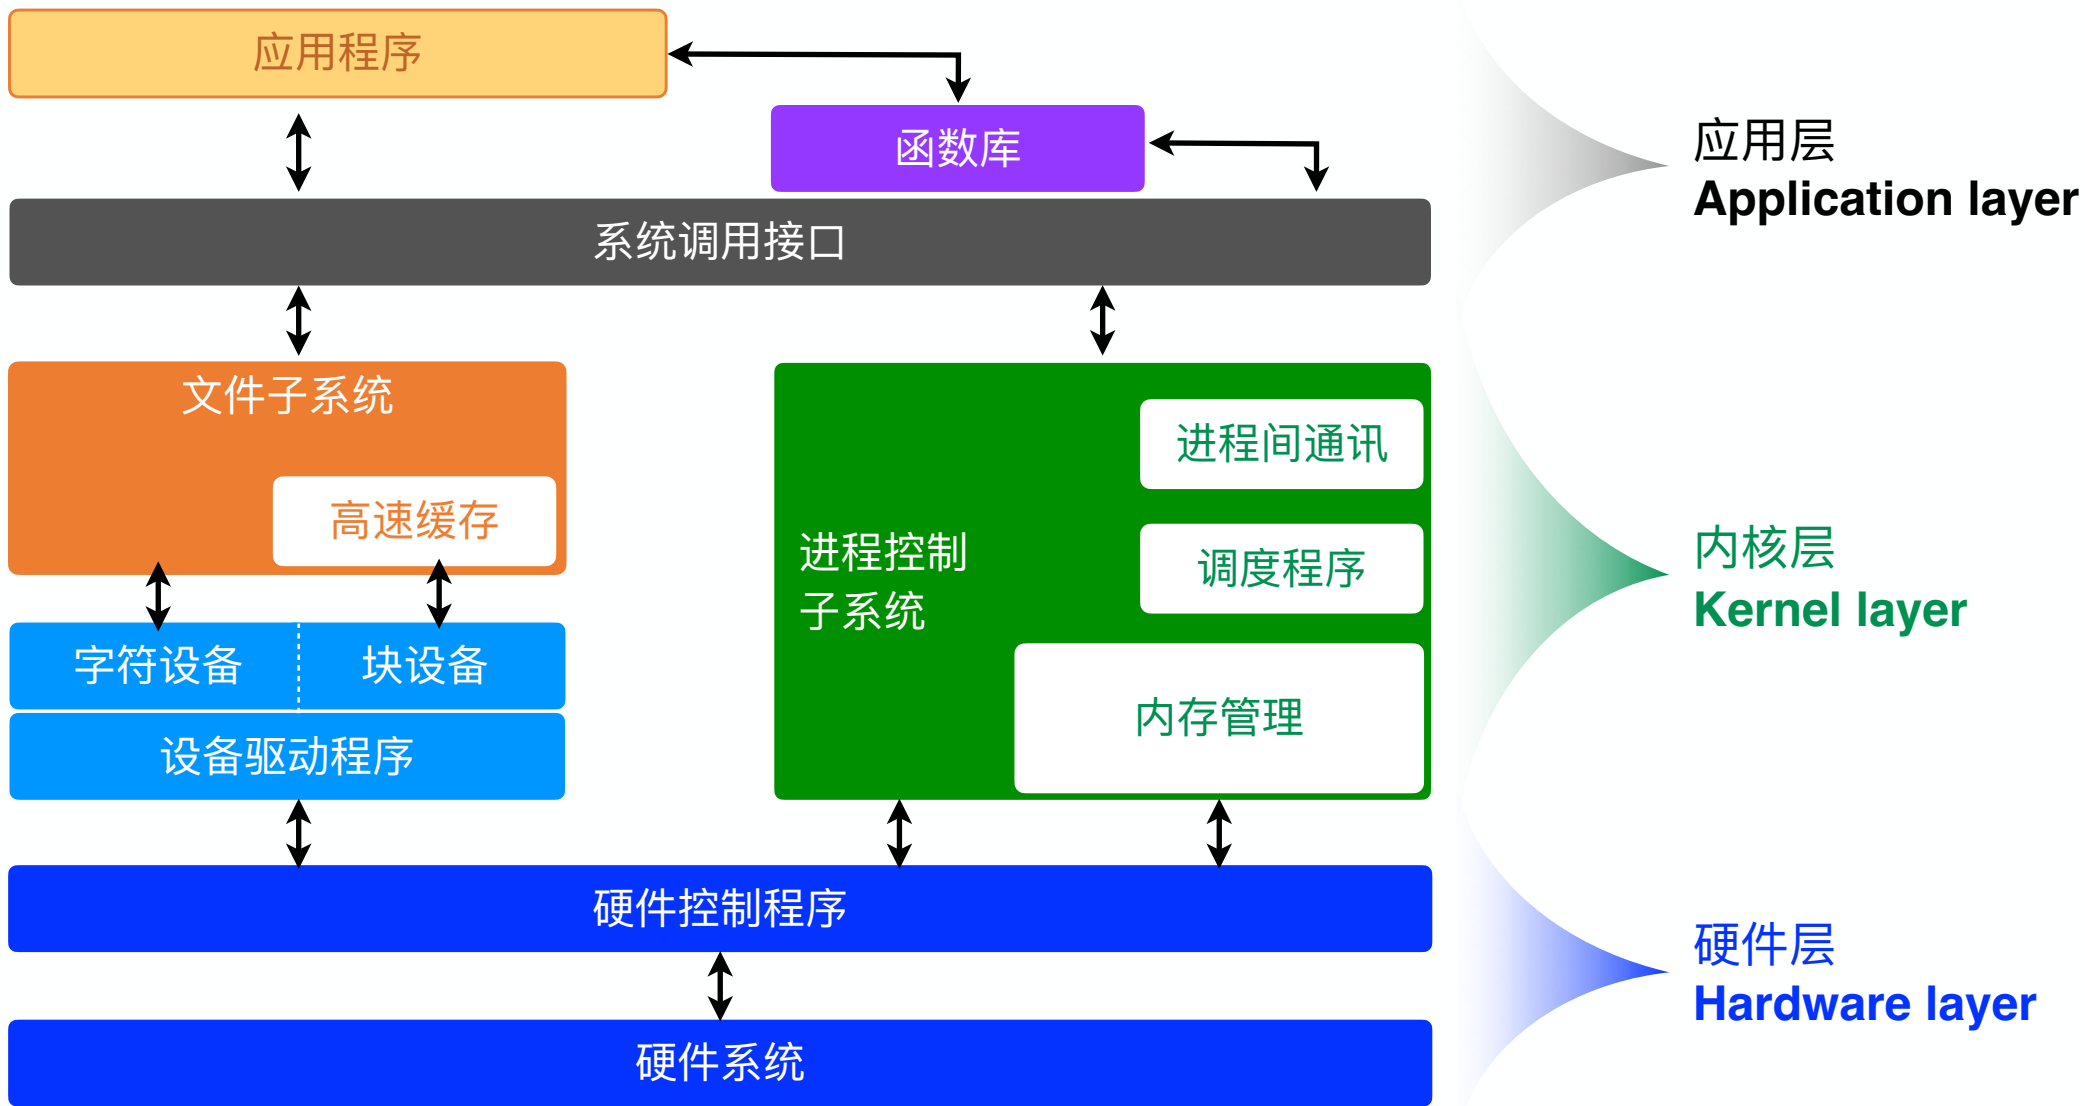 应用程序
函数库
系统调用接口
应用层
Application layer
文件子系统
高速缓存
字符设备
块设备
设备驱动程序
进程控制
子系统
进程间通讯
调度程序
内存管理
内核层
Kernel layer
硬件控制程序
硬件系统
硬件层
Hardware layer